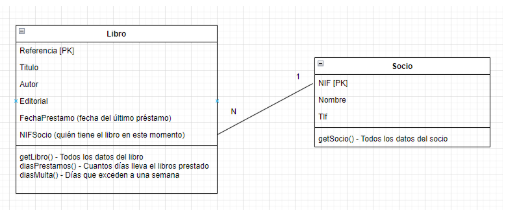 Libro
Referencia [PK]
Titulo
Autor
Editorial
FechaPrestamo (fecha del último préstamo)
NIFSocio (quién tiene el libro en este momento)
getLibro() - Todos los datos del libro
diasPrestamos() - Cuantos días lleva el libros prestado
diasMulta() - Días que exceden a una semana
N
1
Socio
NIF [PK]
Nombre
Tlf
getSocio() - Todos los datos del socio